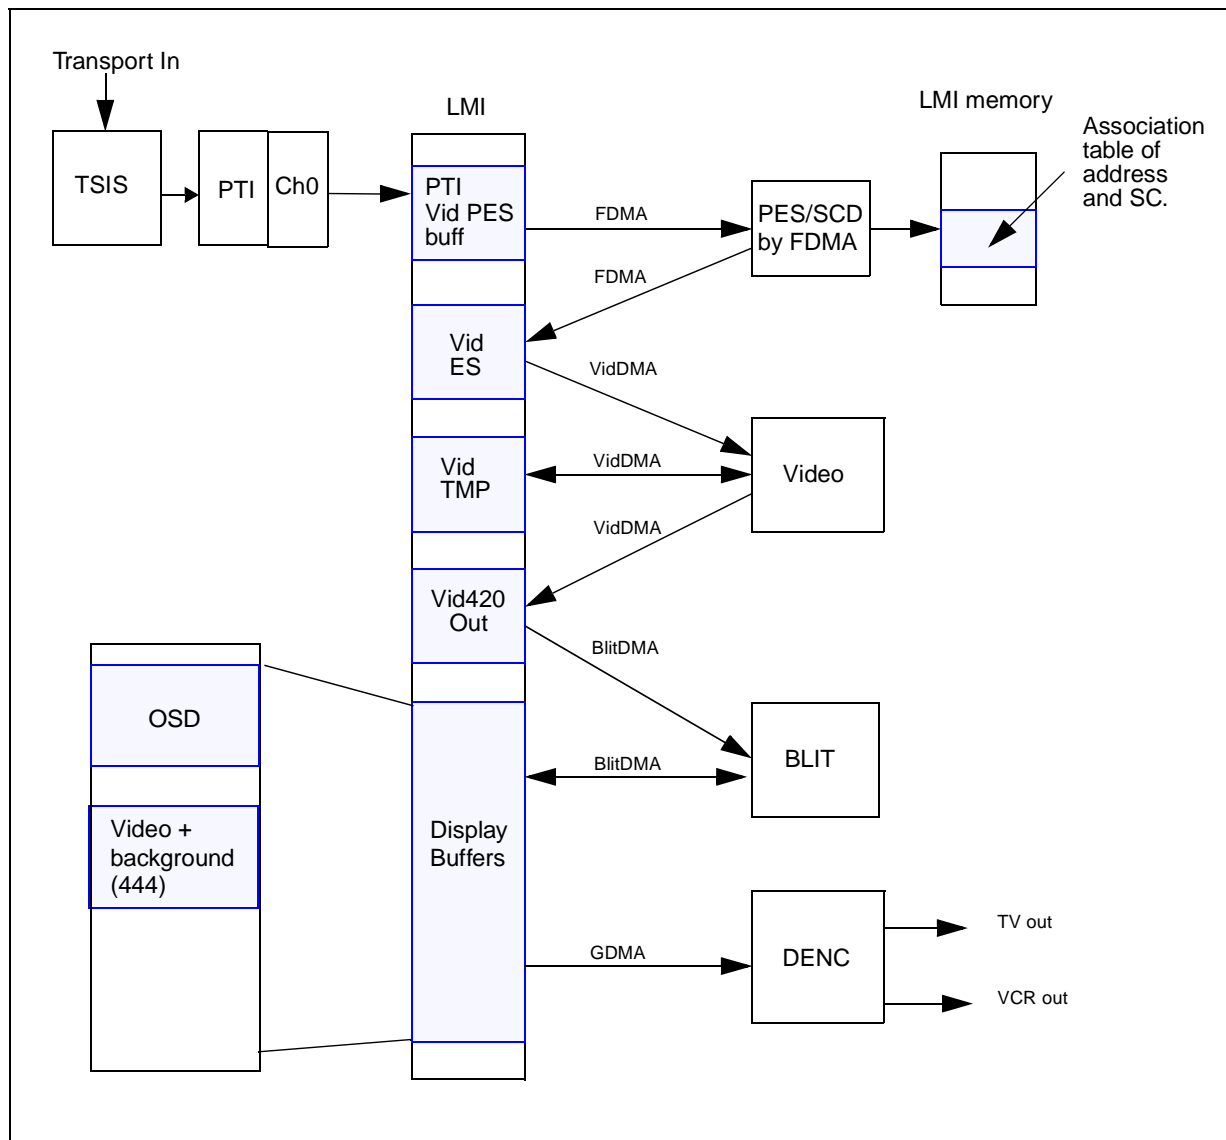 Transport In
LMI
LMI memory
Association
table of
address
and SC.
TSIS
PTI
Ch0
PTI
Vid PES
buff
FDMA
PES/SCD
by FDMA
FDMA
Vid
ES
VidDMA
Vid
TMP
VidDMA
Video
VidDMA
Vid420
Out
BlitDMA
OSD
BLIT
BlitDMA
Video +
background
(444)
Display
Buffers
GDMA
DENC
TV out
VCR out